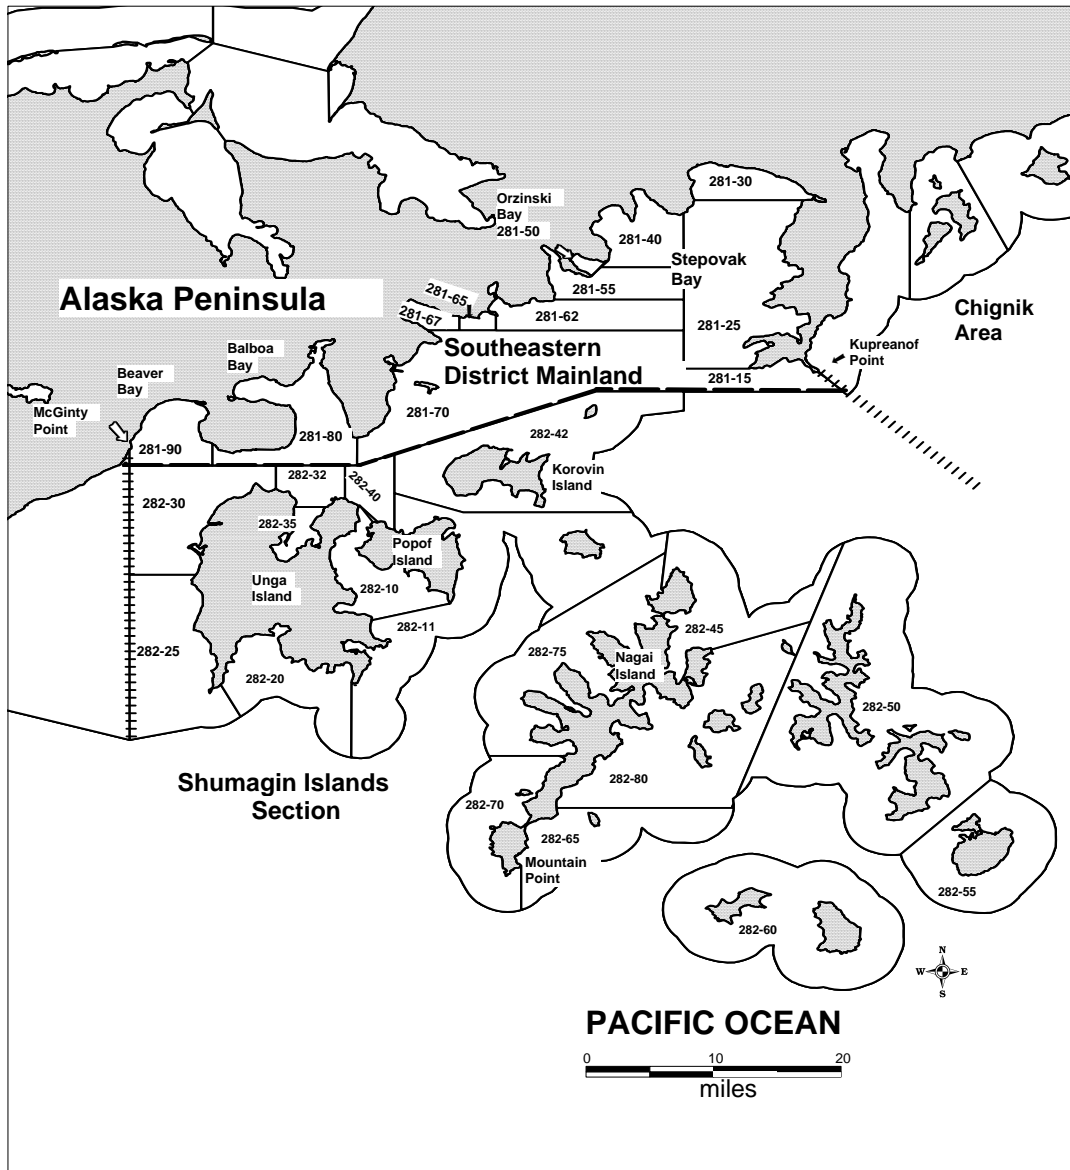 281-30
Orzinski
Bay
281-50
281-40
Stepovak
Bay
281-65
281-55
Alaska Peninsula
281-67
281-62
Chignik
Area
281-25
Southeastern
District Mainland
Kupreanof
Point
Balboa
Bay
Beaver
Bay
281-15
McGinty
Point
281-70
281-80
281-90
282-42
282-32
282-40
Korovin
Island
282-30
282-35
Popof
Island
Unga
Island
282-10
282-11
282-45
282-25
282-75
Nagai
Island
282-20
282-50
Shumagin Islands
Section
282-80
282-70
282-65
Mountain
Point
282-55
282-60
N
W
E
S
PACIFIC OCEAN
0
10
20
miles